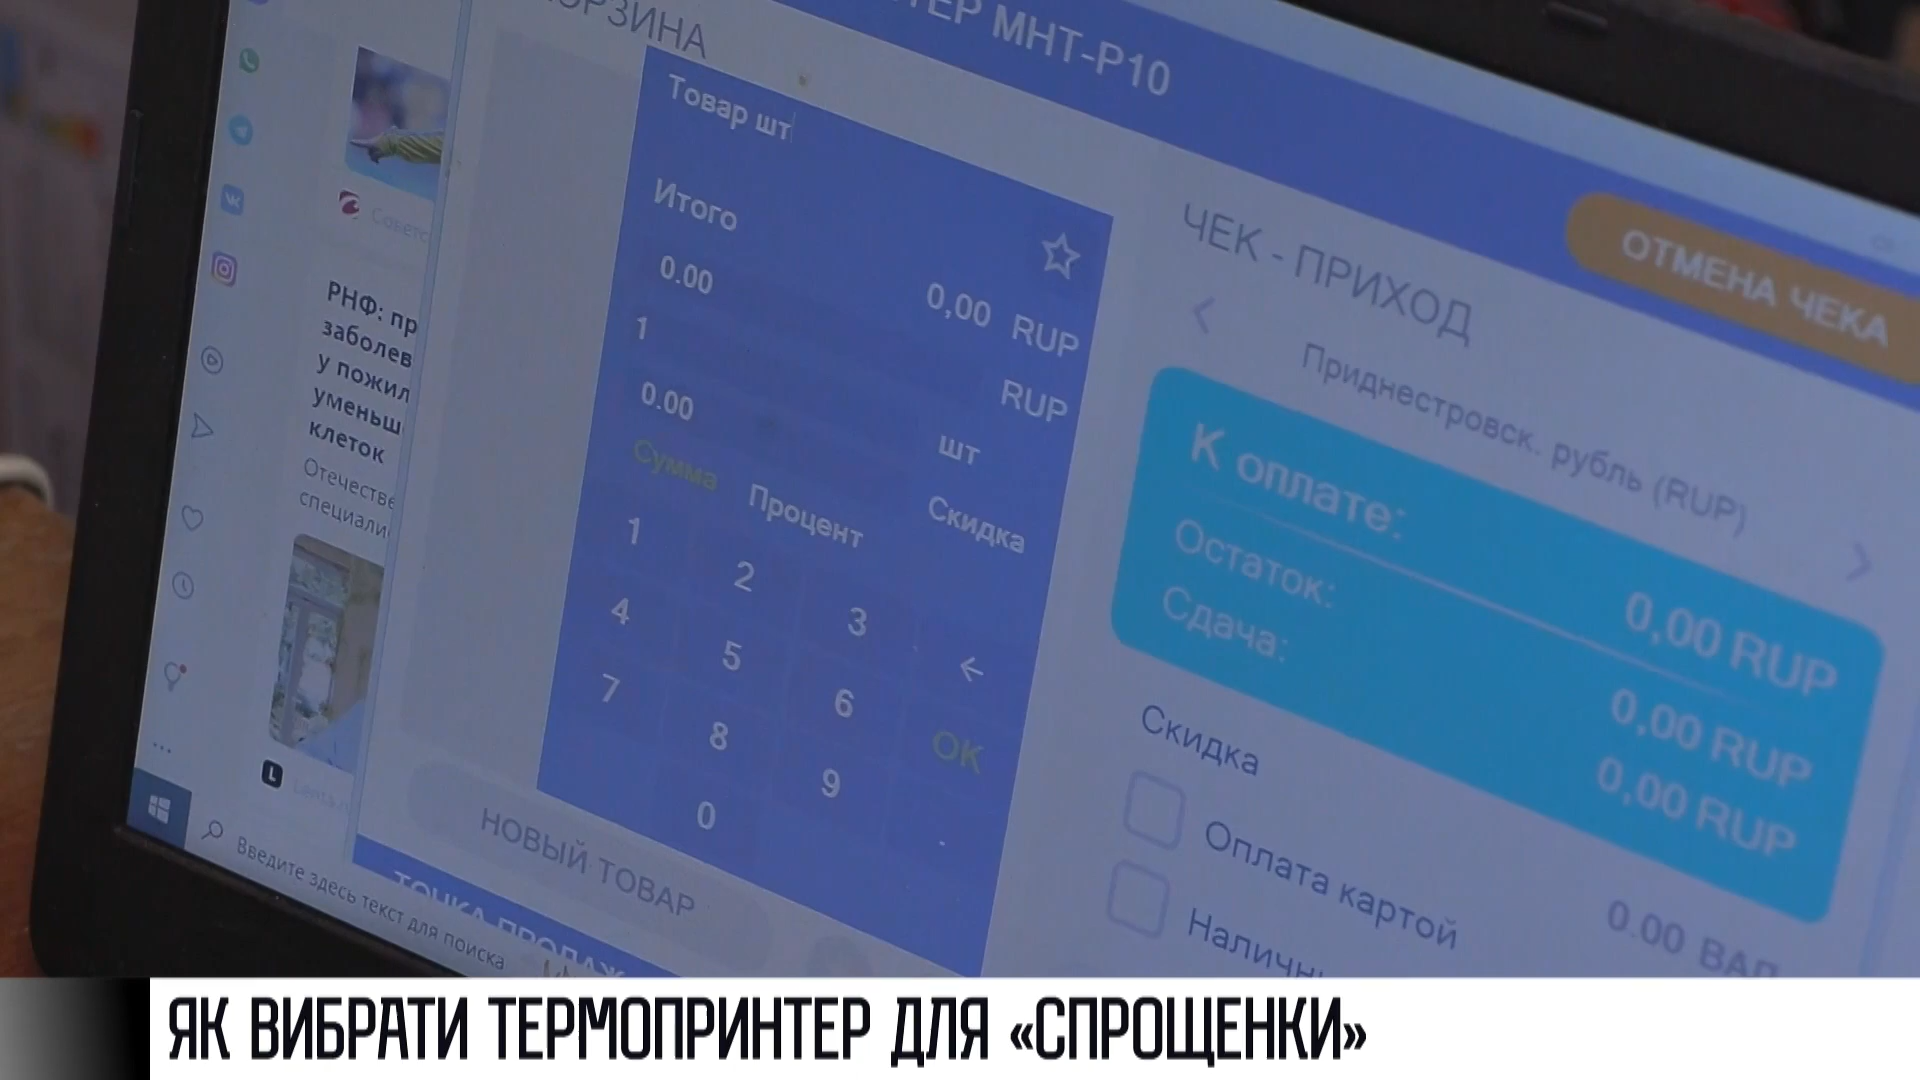 КОРЗИНА
МНТ-Р10
Товар шт
Итого
0.00
0,00 RUP
1
RUP
0.00
шт
Сумма
Процент
Скидка
1
2
3
←
4
5
6
OK
7
8
9
.
0
НОВЫЙ ТОВАР
ОТМЕНА ЧЕКА
ЧЕК - ПРИХОД
Приднестровск. рубль (RUP)
К оплате:
0,00 RUP
Остаток:
0,00 RUP
Сдача:
0,00 RUP
Скидка
0.00
Оплата картой
РНФ: пр
заболев
у пожил
уменьш
клеток
Отечестве
специали
L
Введите здесь текст для поиска
ЯК ВИБРАТИ ТЕРМОПРИНТЕР ДЛЯ «СПРОЩЕНКИ»